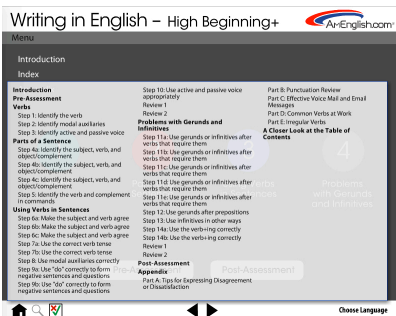 Writing in English – High Beginning+
AmEnglish.com®
Menu
Introduction
Index
Introduction
Pre-Assessment
Verbs
Step 1: Identify the verb
Step 2: Identify modal auxiliaries
Step 3: Identify active and passive voice
Parts of a Sentence
Step 4a: Identify the subject, verb, and
object/complement
Step 4b: Identify the subject, verb, and
object/complement
Step 4c: Identify the subject, verb, and
object/complement
Step 5: Identify the verb and complement
in commands
Using Verbs in Sentences
Step 6a: Make the subject and verb agree
Step 6b: Make the subject and verb agree
Step 6c: Make the subject and verb agree
Step 7a: Use the correct verb tense
Step 7b: Use the correct verb tense
Step 8: Use modal auxiliaries correctly
Step 9a: Use "do" correctly to form
negative sentences and questions
Step 9b: Use "do" correctly to form
negative sentences and questions
Step 10: Use active and passive voice
appropriately
Review 1
Review 2
Problems with Gerunds and
Infinitives
Step 11a: Use gerunds or infinitives after
verbs that require them
Step 11b: Use gerunds or infinitives after
verbs that require them
Step 11c: Use gerunds or infinitives after
verbs that require them
Step 11d: Use gerunds or infinitives after
verbs that require them
Step 11e: Use gerunds or infinitives after
verbs that require them
Step 12: Use gerunds after prepositions
Step 13: Use infinitives in other ways
Step 14a: Use the verb+ing correctly
Step 14b: Use the verb+ing correctly
Review 1
Review 2
Post-Assessment
Appendix
Part A: Tips for Expressing Disagreement
or Dissatisfaction
Part B: Punctuation Review
Part C: Effective Voice Mail and Email
Messages
Part D: Common Verbs at Work
Part E: Irregular Verbs
A Closer Look at the Table of
Contents
4
Problems
with Gerunds
and Infinitives
Pre-Assessment
Post-Assessment
Choose Language